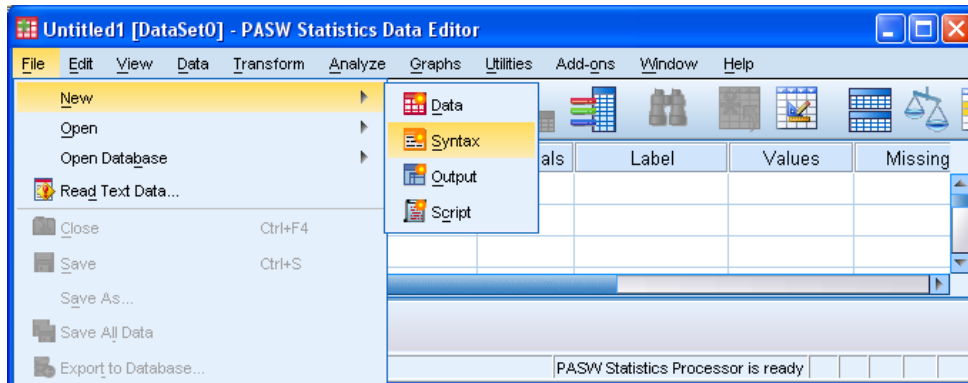 Untitled1 [DataSet0] - PASW Statistics Data Editor
File Edit View Data Transform Analyze Graphs Utilities Add-ons Window Help
New
Open
Open Database
Read Text Data...
Close Ctrl+F4
Save Ctrl+S
Save As...
Save All Data
Export to Database...
Data
Syntax
Output
Script
als Label Values Missing
PASW Statistics Processor is ready